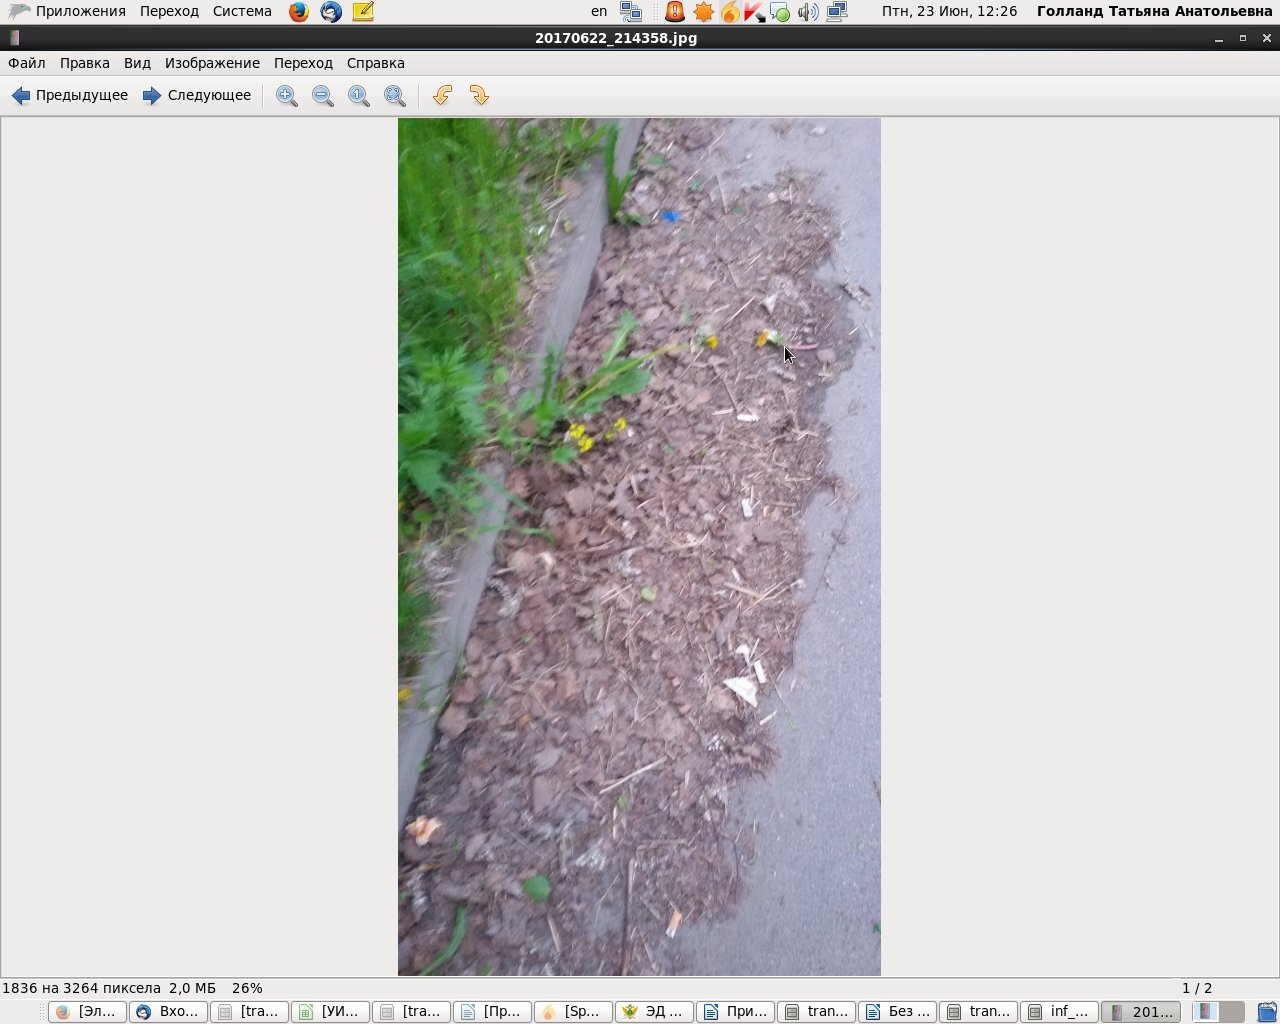 Приложения Переход Система en Птн, 23 Июн, 12:26 Голланд Татьяна Анатольевна
20170622_214358.jpg
Файл Правка Вид Изображение Переход Справка
Предыдущее Следующее
1836 на 3264 пиксела 2,0 МБ 26% 1 / 2
[Эл... Вхо... [tra... [УИ... [tra... [Пр... [Sp... ЭД ... При... tran... Без ... tran... inf_... 201...